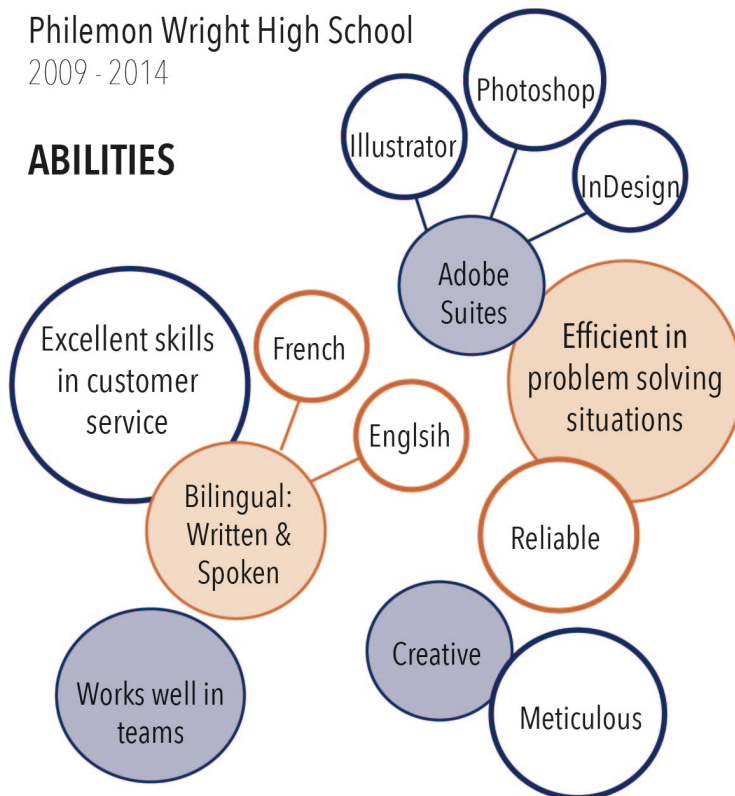 Philemon Wright High School
2009 - 2014
ABILITIES
Photoshop
Illustrator
InDesign
Adobe
Suites
Excellent skills
in customer
service
French
Englsih
Efficient in
problem solving
situations
Bilingual:
Written &
Spoken
Reliable
Creative
Works well in
teams
Meticulous